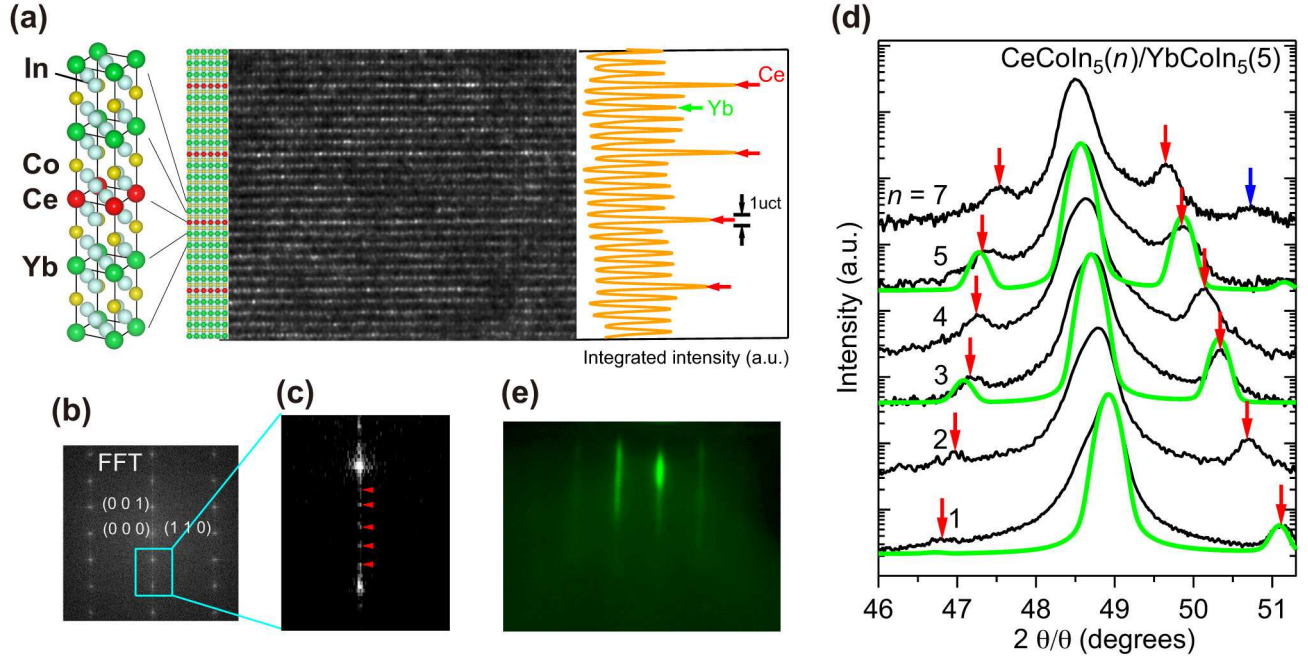 (a)
In
Co
Ce
Yb
Ce
Yb
1uct
Integrated intensity (a.u.)
(b)
FFT
(0 0 1)
(0 0 0)
(1 1 0)
(c)
(e)
(d)
CeCoIn5(n)/YbCoIn5(5)
n = 7
5
4
3
2
1
Intensity (a.u.)
46 47 48 49 50 51
2 θ/θ (degrees)